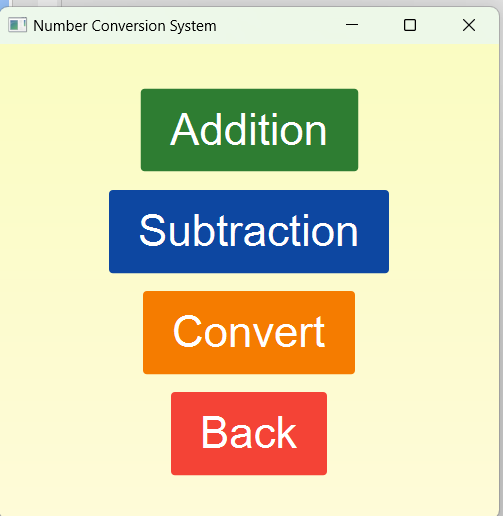 Number Conversion System
Addition
Subtraction
Convert
Back